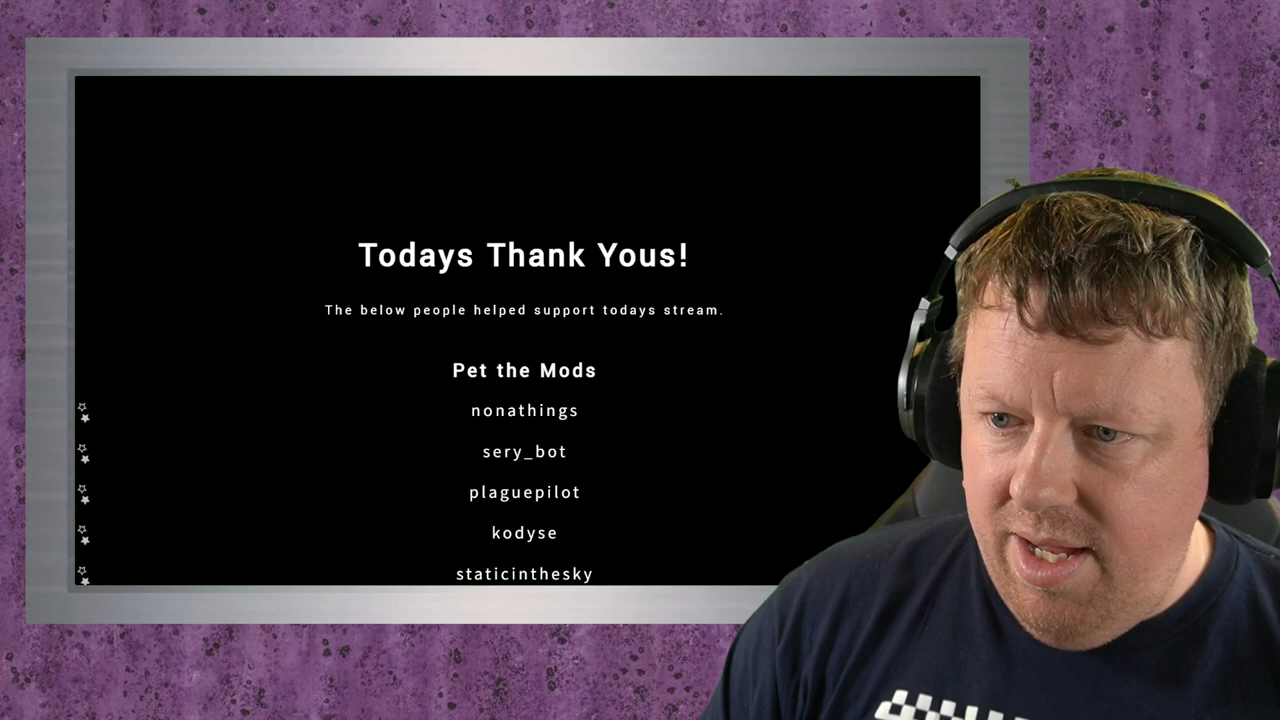 Todays Thank Yous!
The below people helped support todays stream.
Pet the Mods
nonathings
sery_bot
plaguepilot
kodyse
staticinthesky